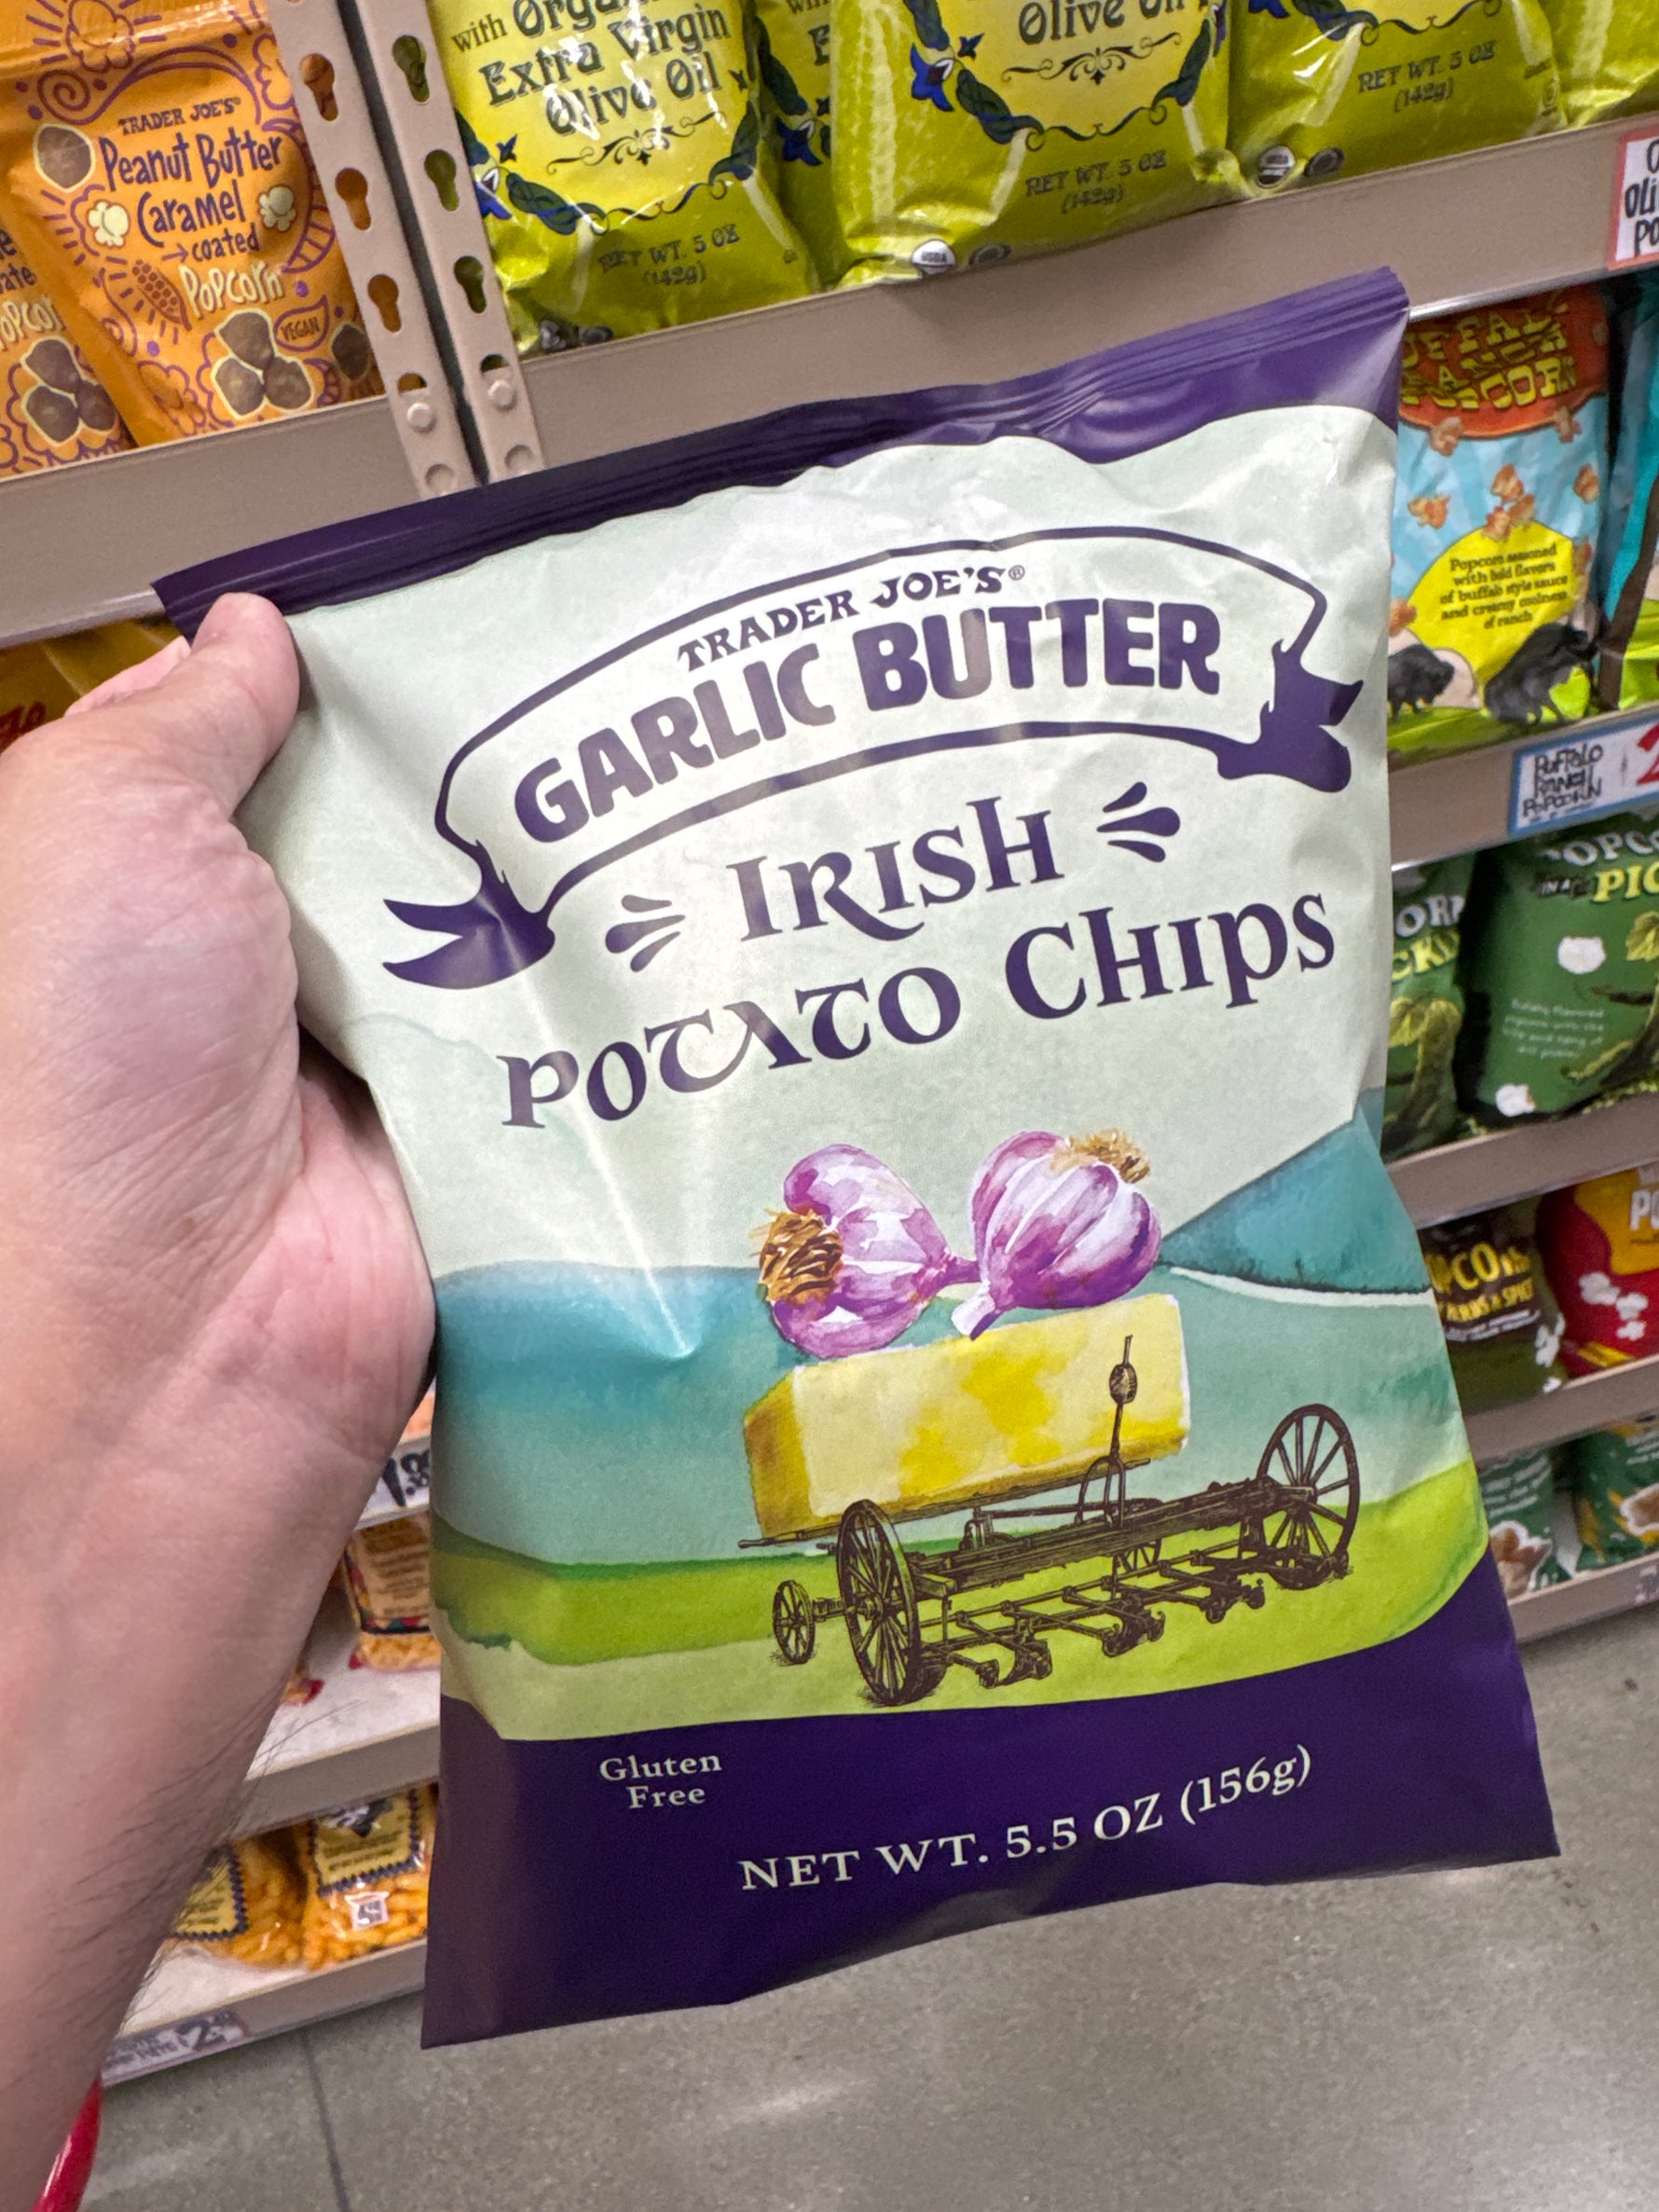 with Orga
Extra Virgin
Olive Oil
NET WT. 5 OZ
(142g)
Olive Oil
NET WT. 5 OZ
(142g)
NET WT. 5 OZ
(142g)
TRADER JOE'S®
Peanut Butter
Caramel
coated
Popcorn
VEGAN
TRADER JOE'S®
GARLIC BUTTER
IRISH
POTATO CHIPS
Gluten
Free
NET WT. 5.5 OZ (156g)
Popcorn seasoned
with bold flavors
of buffalo style sauce
and creamy coolness
of ranch
BUFFALO
RANCH
POPCORN